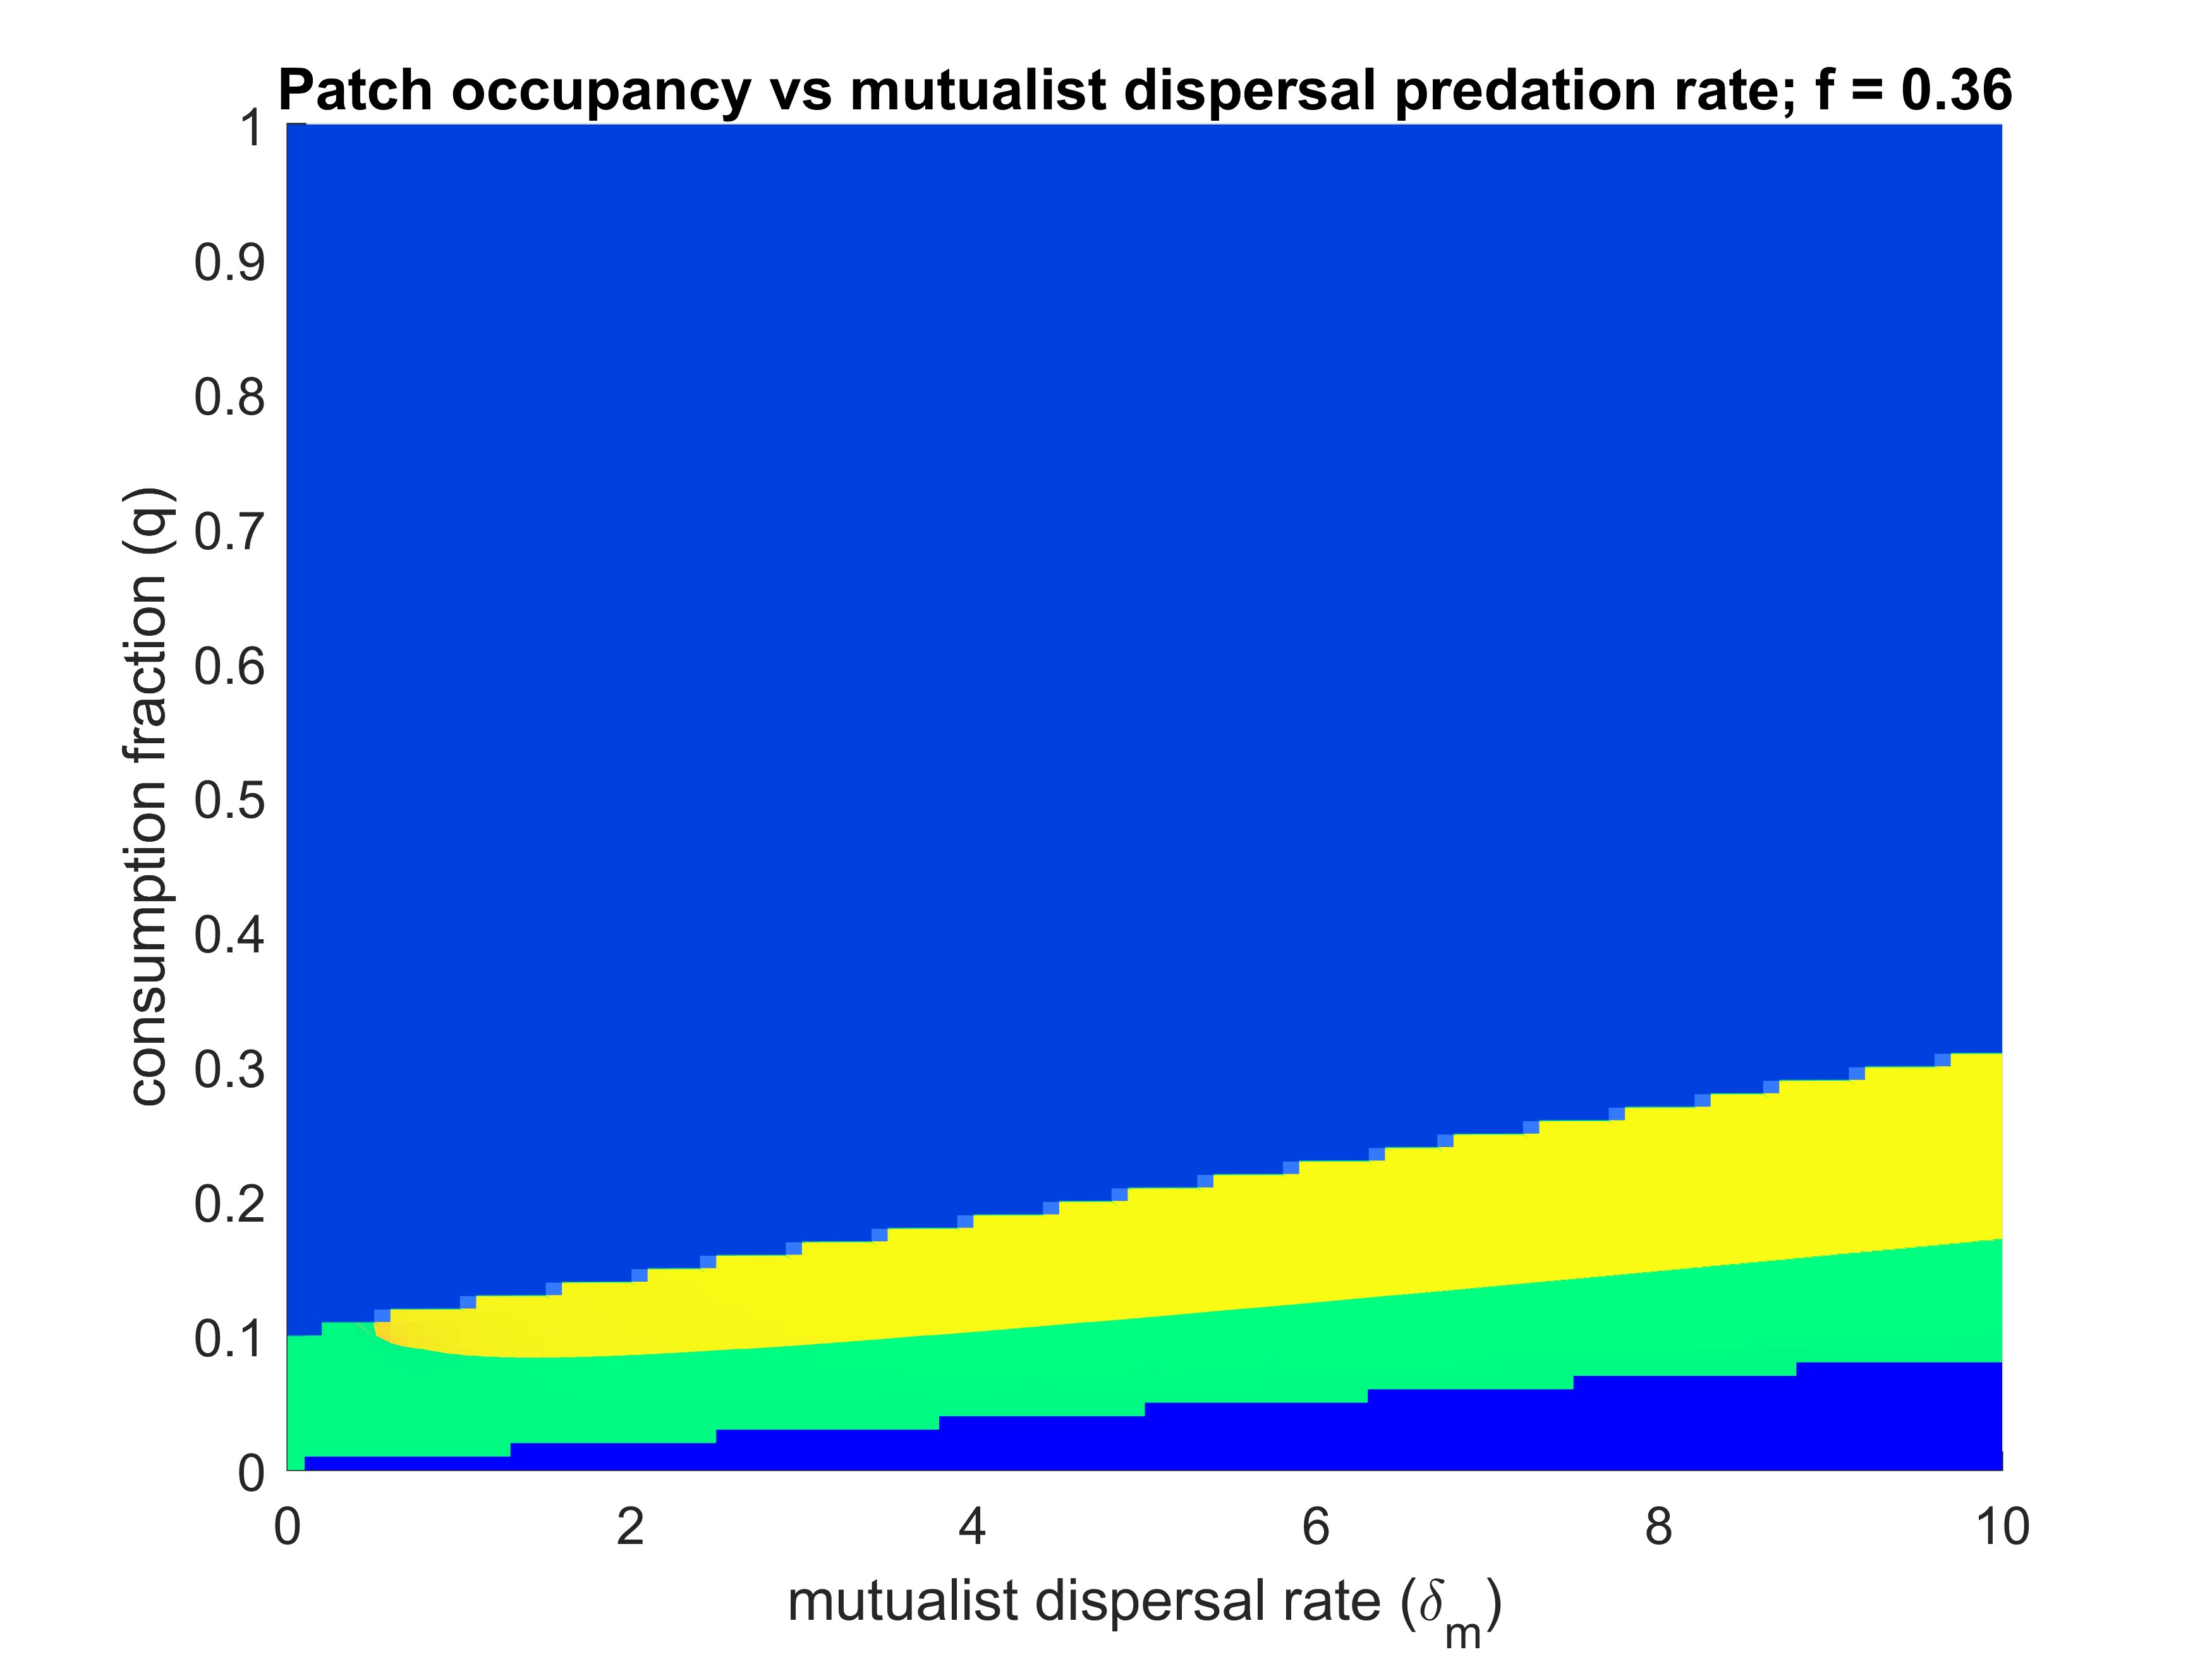 Patch occupancy vs mutualist dispersal predation rate; f = 0.36
1
0.9
0.8
0.7
0.6
0.5
0.4
0.3
0.2
0.1
0
consumption fraction (q)
0 2 4 6 8 10
mutualist dispersal rate (δm)